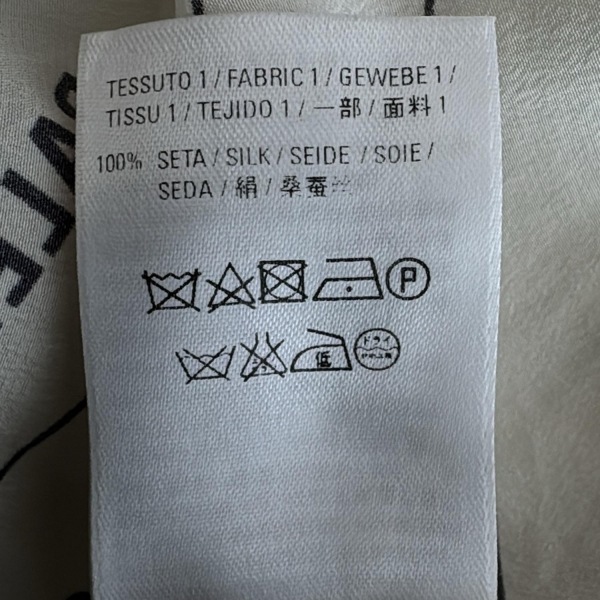 TESSUTO 1 / FABRIC 1 / GEWEBE 1 /
TISSU 1 / TEJIDO 1 / 一部 / 面料 1
100% SETA / SILK / SEIDE / SOIE /
SEDA / 絹 / 桑蚕丝
P
低 ドライ